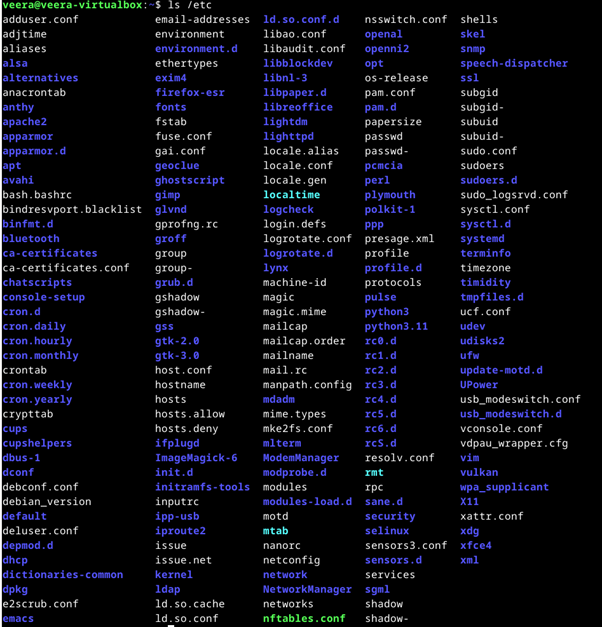 veera@veera-virtualbox:~$ ls /etc
adduser.conf email-addresses ld.so.conf.d nsswitch.conf shells
adjtime environment libao.conf openal skel
aliases environment.d libaudit.conf openni2 snmp
alsa ethertypes libblockdev opt speech-dispatcher
alternatives exim4 libnl-3 os-release ssl
anacrontab firefox-esr libpaper.d pam.conf subgid
anthy fonts libreoffice pam.d subgid-
apache2 fstab lightdm papersize subuid
apparmor fuse.conf lighttpd passwd subuid-
apparmor.d gai.conf locale.alias passwd- sudo.conf
apt geoclue locale.conf pcmcia sudoers
avahi ghostscript locale.gen perl sudoers.d
bash.bashrc gimp localtime plymouth sudo_logsrvd.conf
bindresvport.blacklist glvnd logcheck polkit-1 sysctl.conf
binfmt.d gprofng.rc login.defs ppp sysctl.d
bluetooth groff logrotate.conf presage.xml systemd
ca-certificates group logrotate.d profile terminfo
ca-certificates.conf group- lynx profile.d timezone
chatscripts grub.d machine-id protocols timidity
console-setup gshadow magic pulse tmpfiles.d
cron.d gshadow- magic.mime python3 ucf.conf
cron.daily gss mailcap python3.11 udev
cron.hourly gtk-2.0 mailcap.order rc0.d udisks2
cron.monthly gtk-3.0 mailname rc1.d ufw
crontab host.conf mail.rc rc2.d update-motd.d
cron.weekly hostname manpath.config rc3.d UPower
cron.yearly hosts mdadm rc4.d usb_modeswitch.conf
crypttab hosts.allow mime.types rc5.d usb_modeswitch.d
cups hosts.deny mke2fs.conf rc6.d vconsole.conf
cupshelpers ifplugd mlterm rcS.d vdpau_wrapper.cfg
dbus-1 ImageMagick-6 ModemManager resolv.conf vim
dconf init.d modprobe.d rmt vulkan
debconf.conf initramfs-tools modules rpc wpa_supplicant
debian_version inputrc modules-load.d sane.d X11
default ipp-usb motd security xattr.conf
deluser.conf iproute2 mtab selinux xdg
depmod.d issue nanorc sensors3.conf xfce4
dhcp issue.net netconfig sensors.d xml
dictionaries-common kernel network services
dpkg ldap NetworkManager sgml
e2scrub.conf ld.so.cache networks shadow
emacs ld.so.conf nftables.conf shadow-